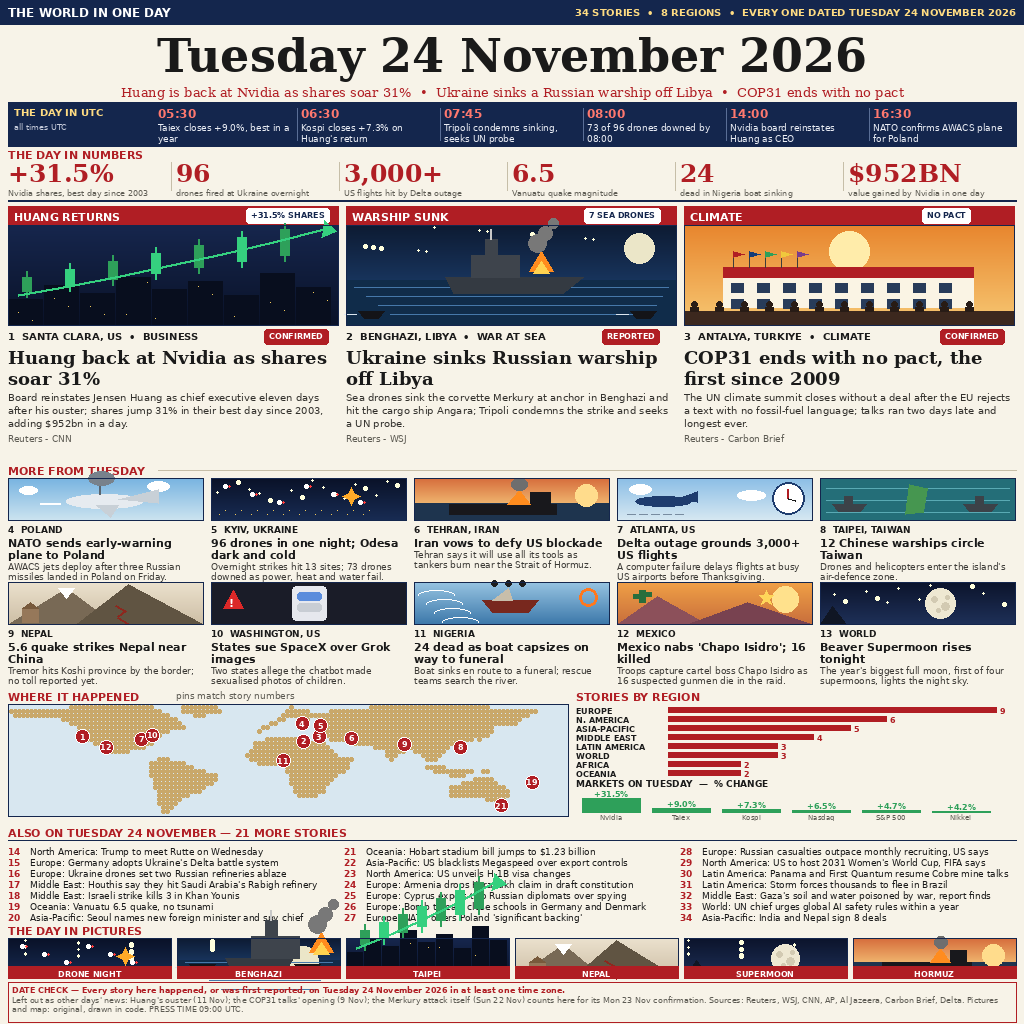 THE WORLD IN ONE DAY
34 STORIES • 8 REGIONS • EVERY ONE DATED TUESDAY 24 NOVEMBER 2026
Tuesday 24 November 2026
Huang is back at Nvidia as shares soar 31% • Ukraine sinks a Russian warship off Libya • COP31 ends with no pact
THE DAY IN UTC
all times UTC
05:30
Taiex closes +9.0%, best in a
year
06:30
Kospi closes +7.3% on
Huang's return
07:45
Tripoli condemns sinking,
seeks UN probe
08:00
73 of 96 drones downed by
08:00
14:00
Nvidia board reinstates
Huang as CEO
16:30
NATO confirms AWACS plane
for Poland
THE DAY IN NUMBERS
+31.5%
Nvidia shares, best day since 2003
96
drones fired at Ukraine overnight
3,000+
US flights hit by Delta outage
6.5
Vanuatu quake magnitude
24
dead in Nigeria boat sinking
$952BN
value gained by Nvidia in one day
HUANG RETURNS
+31.5% SHARES
WARSHIP SUNK
7 SEA DRONES
CLIMATE
NO PACT
1 SANTA CLARA, US • BUSINESS
CONFIRMED
Huang back at Nvidia as shares
soar 31%
Board reinstates Jensen Huang as chief executive eleven days
after his ouster; shares jump 31% in their best day since 2003,
adding $952bn in a day.
Reuters - CNN
2 BENGHAZI, LIBYA • WAR AT SEA
REPORTED
Ukraine sinks Russian warship
off Libya
Sea drones sink the corvette Merkury at anchor in Benghazi and
hit the cargo ship Angara; Tripoli condemns the strike and seeks
a UN probe.
Reuters - WSJ
3 ANTALYA, TURKIYE • CLIMATE
CONFIRMED
COP31 ends with no pact, the
first since 2009
The UN climate summit closes without a deal after the EU rejects
a text with no fossil-fuel language; talks ran two days late and
longest ever.
Reuters - Carbon Brief
MORE FROM TUESDAY
4 POLAND
NATO sends early-warning
plane to Poland
AWACS jets deploy after three Russian
missiles landed in Poland on Friday.
5 KYIV, UKRAINE
96 drones in one night; Odesa
dark and cold
Overnight strikes hit 13 sites; 73 drones
downed as power, heat and water fail.
6 TEHRAN, IRAN
Iran vows to defy US blockade
Tehran says it will use all its tools as
tankers burn near the Strait of Hormuz.
7 ATLANTA, US
Delta outage grounds 3,000+
US flights
A computer failure delays flights at busy
US airports before Thanksgiving.
8 TAIPEI, TAIWAN
12 Chinese warships circle
Taiwan
Drones and helicopters enter the island's
air-defence zone.
!
9 NEPAL
5.6 quake strikes Nepal near
China
Tremor hits Koshi province by the border;
no toll reported yet.
10 WASHINGTON, US
States sue SpaceX over Grok
images
Two states allege the chatbot made
sexualised photos of children.
11 NIGERIA
24 dead as boat capsizes on
way to funeral
Boat sinks en route to a funeral; rescue
teams search the river.
12 MEXICO
Mexico nabs 'Chapo Isidro'; 16
killed
Troops capture cartel boss Chapo Isidro as
16 suspected gunmen die in the raid.
13 WORLD
Beaver Supermoon rises
tonight
The year's biggest full moon, first of four
supermoons, lights the night sky.
WHERE IT HAPPENED
pins match story numbers
1
12
7
10
4
5
2
3
6
11
9
8
19
21
STORIES BY REGION
EUROPE 9
N. AMERICA 6
ASIA-PACIFIC 5
MIDDLE EAST 4
LATIN AMERICA 3
WORLD 3
AFRICA 2
OCEANIA 2
MARKETS ON TUESDAY — % CHANGE
+31.5% +9.0% +7.3% +6.5% +4.7% +4.2%
Nvidia Taiex Kospi Nasdaq S&P 500 Nikkei
ALSO ON TUESDAY 24 NOVEMBER — 21 MORE STORIES
14 North America: Trump to meet Rutte on Wednesday
15 Europe: Germany adopts Ukraine's Delta battle system
16 Europe: Ukraine drones set two Russian refineries ablaze
17 Middle East: Houthis say they hit Saudi Arabia's Rabigh refinery
18 Middle East: Israeli strike kills 3 in Khan Younis
19 Oceania: Vanuatu 6.5 quake, no tsunami
20 Asia-Pacific: Seoul names new foreign minister and spy chief
21 Oceania: Hobart stadium bill jumps to $1.23 billion
22 Asia-Pacific: US blacklists Megaspeed over export controls
23 North America: US unveils H-1B visa changes
24 Europe: Armenia drops claim in draft constitution
25 Europe: Cyprus Russian diplomats over spying
26 Europe: Bomb close schools in Germany and Denmark
27 Europe: NATO Poland 'significant backing'
28 Europe: Russian casualties outpace monthly recruiting, US says
29 North America: US to host 2031 Women's World Cup, FIFA says
30 Latin America: Panama and First Quantum resume Cobre mine talks
31 Latin America: Storm forces thousands to flee in Brazil
32 Middle East: Gaza's soil and water poisoned by war, report finds
33 World: UN chief urges global AI safety rules within a year
34 Asia-Pacific: India and Nepal sign 8 deals
THE DAY IN PICTURES
DRONE NIGHT
BENGHAZI
TAIPEI
NEPAL
SUPERMOON
HORMUZ
DATE CHECK — Every story here happened, or was first reported, on Tuesday 24 November 2026 in at least one time zone.
Left out as other days' news: Huang's ouster (11 Nov); the COP31 talks' opening (9 Nov); the Merkury attack itself (Sun 22 Nov) counts here for its Mon 23 Nov confirmation. Sources: Reuters, WSJ, CNN, AP, Al Jazeera, Carbon Brief, Delta. Pictures
and map: original, drawn in code. PRESS TIME 09:00 UTC.